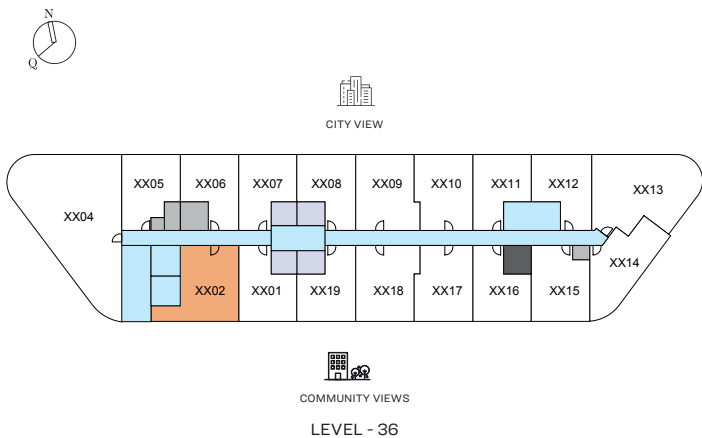 N
Q
CITY VIEW
XX05 XX06 XX07 XX08 XX09 XX10 XX11 XX12 XX13
XX04
XX14
XX02 XX01 XX19 XX18 XX17 XX16 XX15
COMMUNITY VIEWS
LEVEL - 36